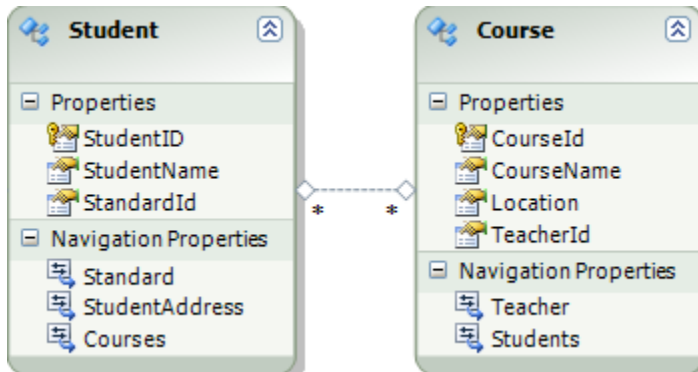 Student
Properties
StudentID
StudentName
StandardId
Navigation Properties
Standard
StudentAddress
Courses
* *
Course
Properties
CourseId
CourseName
Location
TeacherId
Navigation Properties
Teacher
Students